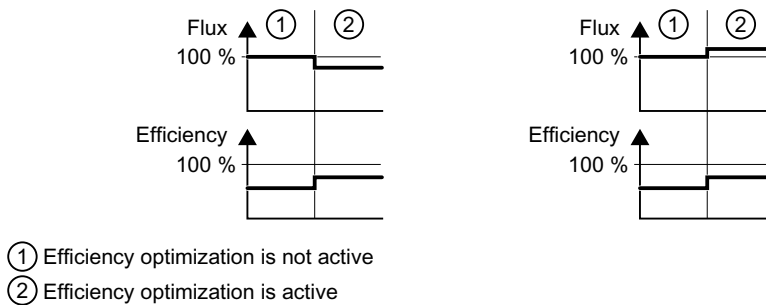 Flux ① ②
100 %
Efficiency
100 %
Flux ① ②
100 %
Efficiency
100 %
① Efficiency optimization is not active
② Efficiency optimization is active